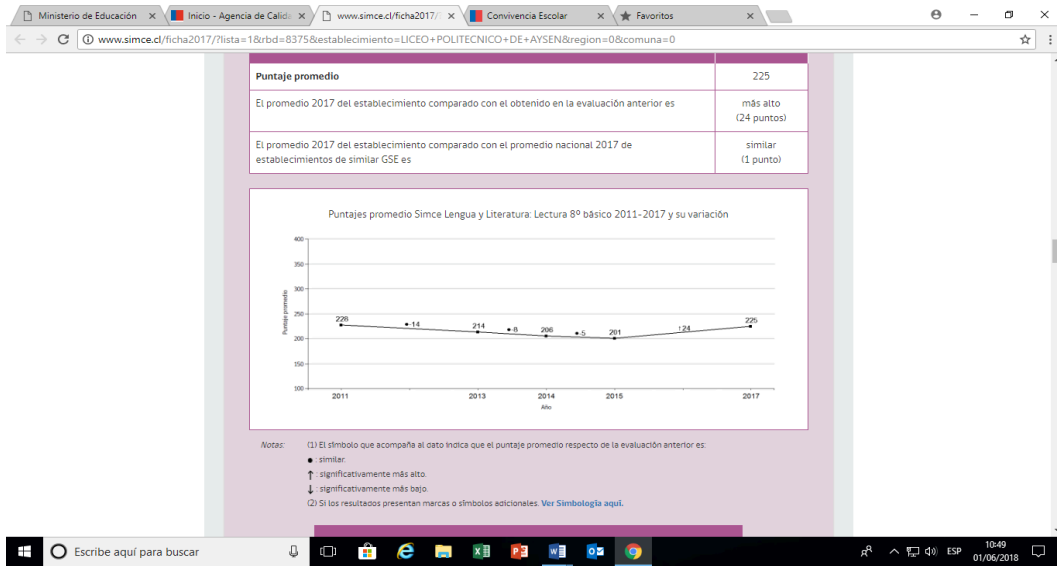 Ministerio de Educación
Inicio - Agencia de Calida
www.simce.cl/ficha2017/
Convivencia Escolar
Favoritos
www.simce.cl/ficha2017/?lista=1&rbd=8375&establecimiento=LICEO+POLITECNICO+DE+AYSEN&region=0&comuna=0
Puntaje promedio 225
El promedio 2017 del establecimiento comparado con el obtenido en la evaluación anterior es más alto
(24 puntos)
El promedio 2017 del establecimiento comparado con el promedio nacional 2017 de similar
establecimientos de similar GSE es (1 punto)
Puntajes promedio Simce Lengua y Literatura: Lectura 8º básico 2011-2017 y su variación
400
350
300
250
200
150
100
Puntaje promedio
228 •-14 214 •-8 206 •-5 201 ↑24 225
2011 2013 2014 2015 2017
Año
Notas: (1) El símbolo que acompaña al dato indica que el puntaje promedio respecto de la evaluación anterior es:
● : similar.
↑ : significativamente más alto.
↓ : significativamente más bajo.
(2) Si los resultados presentan marcas o símbolos adicionales. Ver Simbología aquí.
Escribe aquí para buscar
ESP
10:49
01/06/2018